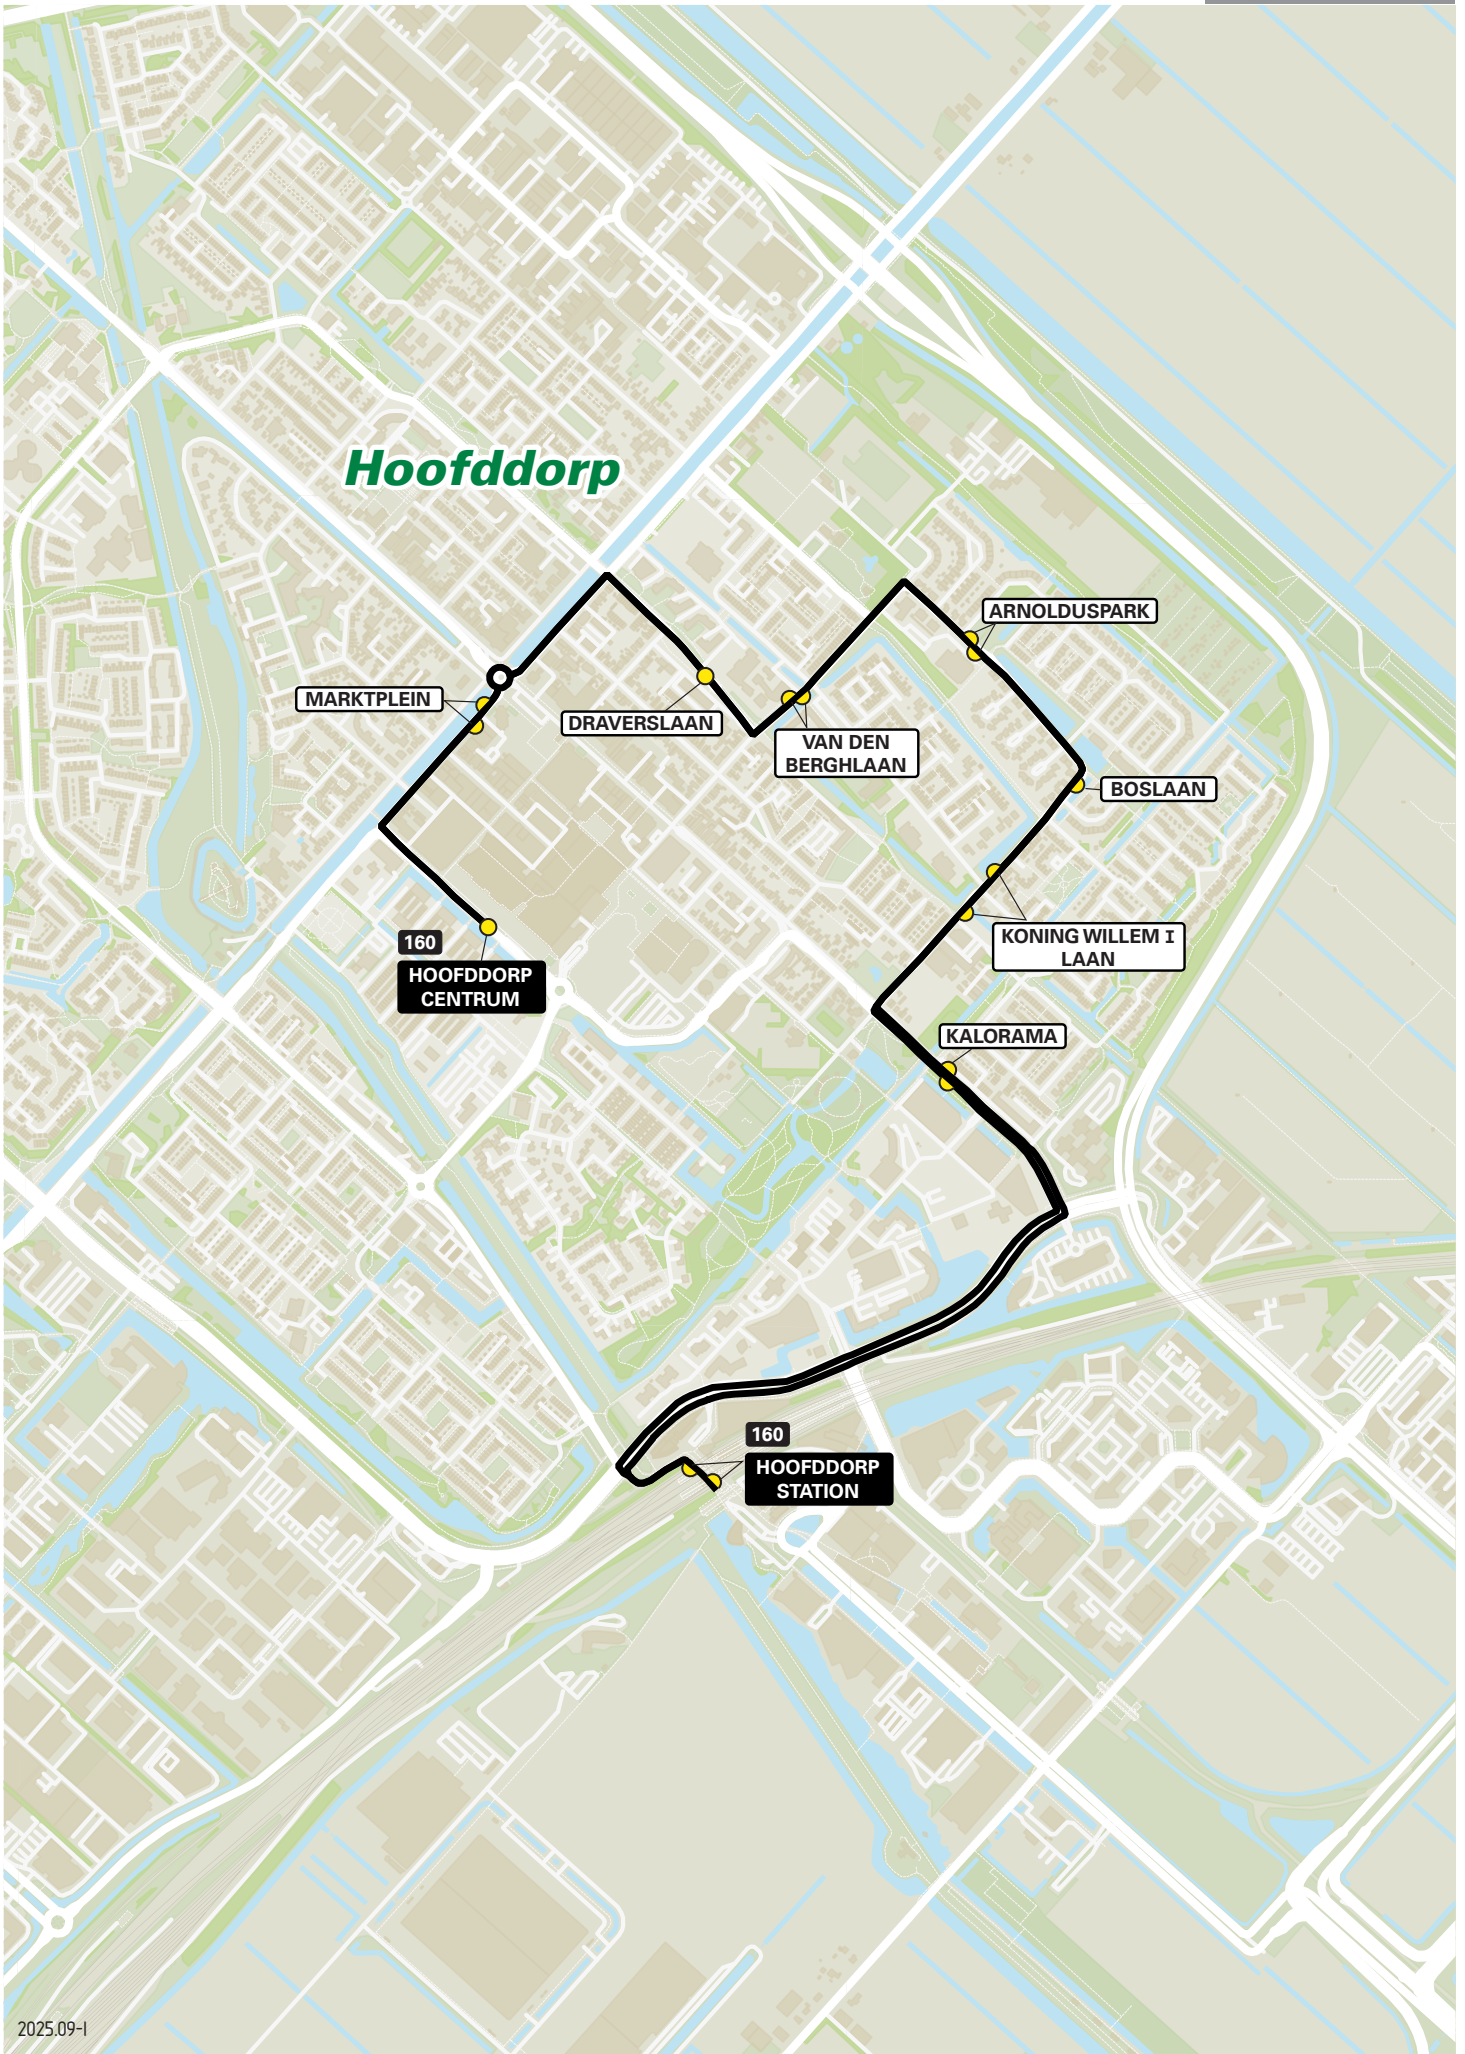 Hoofddorp
ARNOLDUSPARK
MARKTPLEIN
DRAVERSLAAN
VAN DEN
BERGHLAAN
BOSLAAN
160
HOOFDDORP
CENTRUM
KONING WILLEM I
LAAN
KALORAMA
160
HOOFDDORP
STATION
2025.09-I